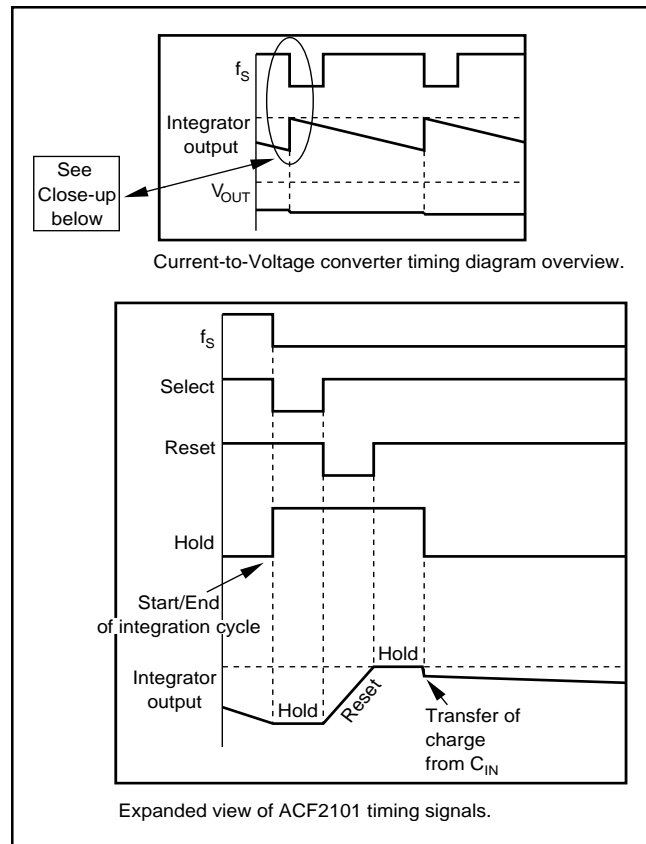 fS
Integrator
output
See
Close-up
below
VOUT
Current-to-Voltage converter timing diagram overview.
fS
Select
Reset
Hold
Start/End
of integration cycle
Integrator
output
Hold
Reset
Hold
Transfer of
charge
from CIN
Expanded view of ACF2101 timing signals.